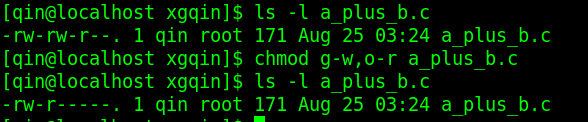 [qin@localhost xgqin]$ ls -l a_plus_b.c
-rw-rw-r--. 1 qin root 171 Aug 25 03:24 a_plus_b.c
[qin@localhost xgqin]$ chmod g-w,o-r a_plus_b.c
[qin@localhost xgqin]$ ls -l a_plus_b.c
-rw-r-----. 1 qin root 171 Aug 25 03:24 a_plus_b.c